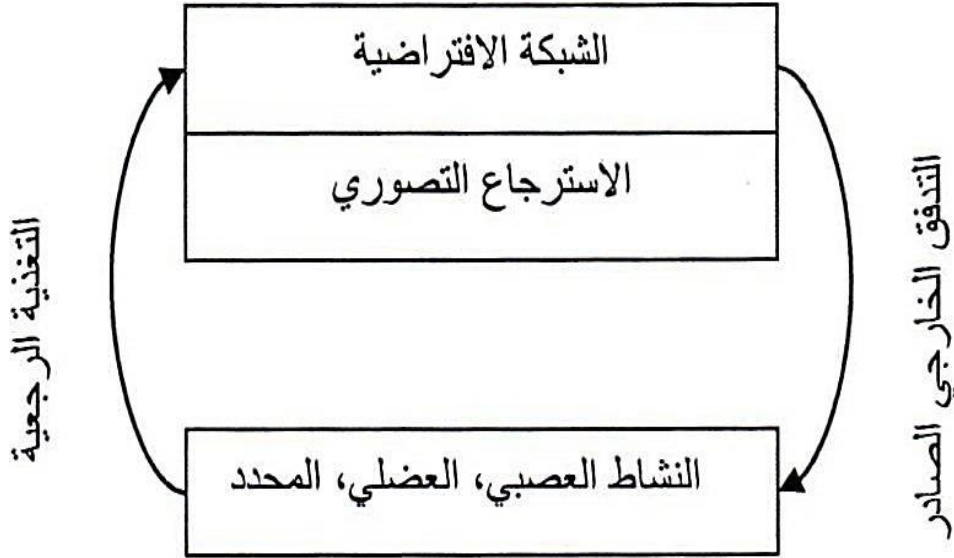 الشبكة الافتراضية
الاسترجاع التصوري
التدفق الخارجي الصادر
التغذية الرجعية
النشاط العصبي، العضلي، المحدد